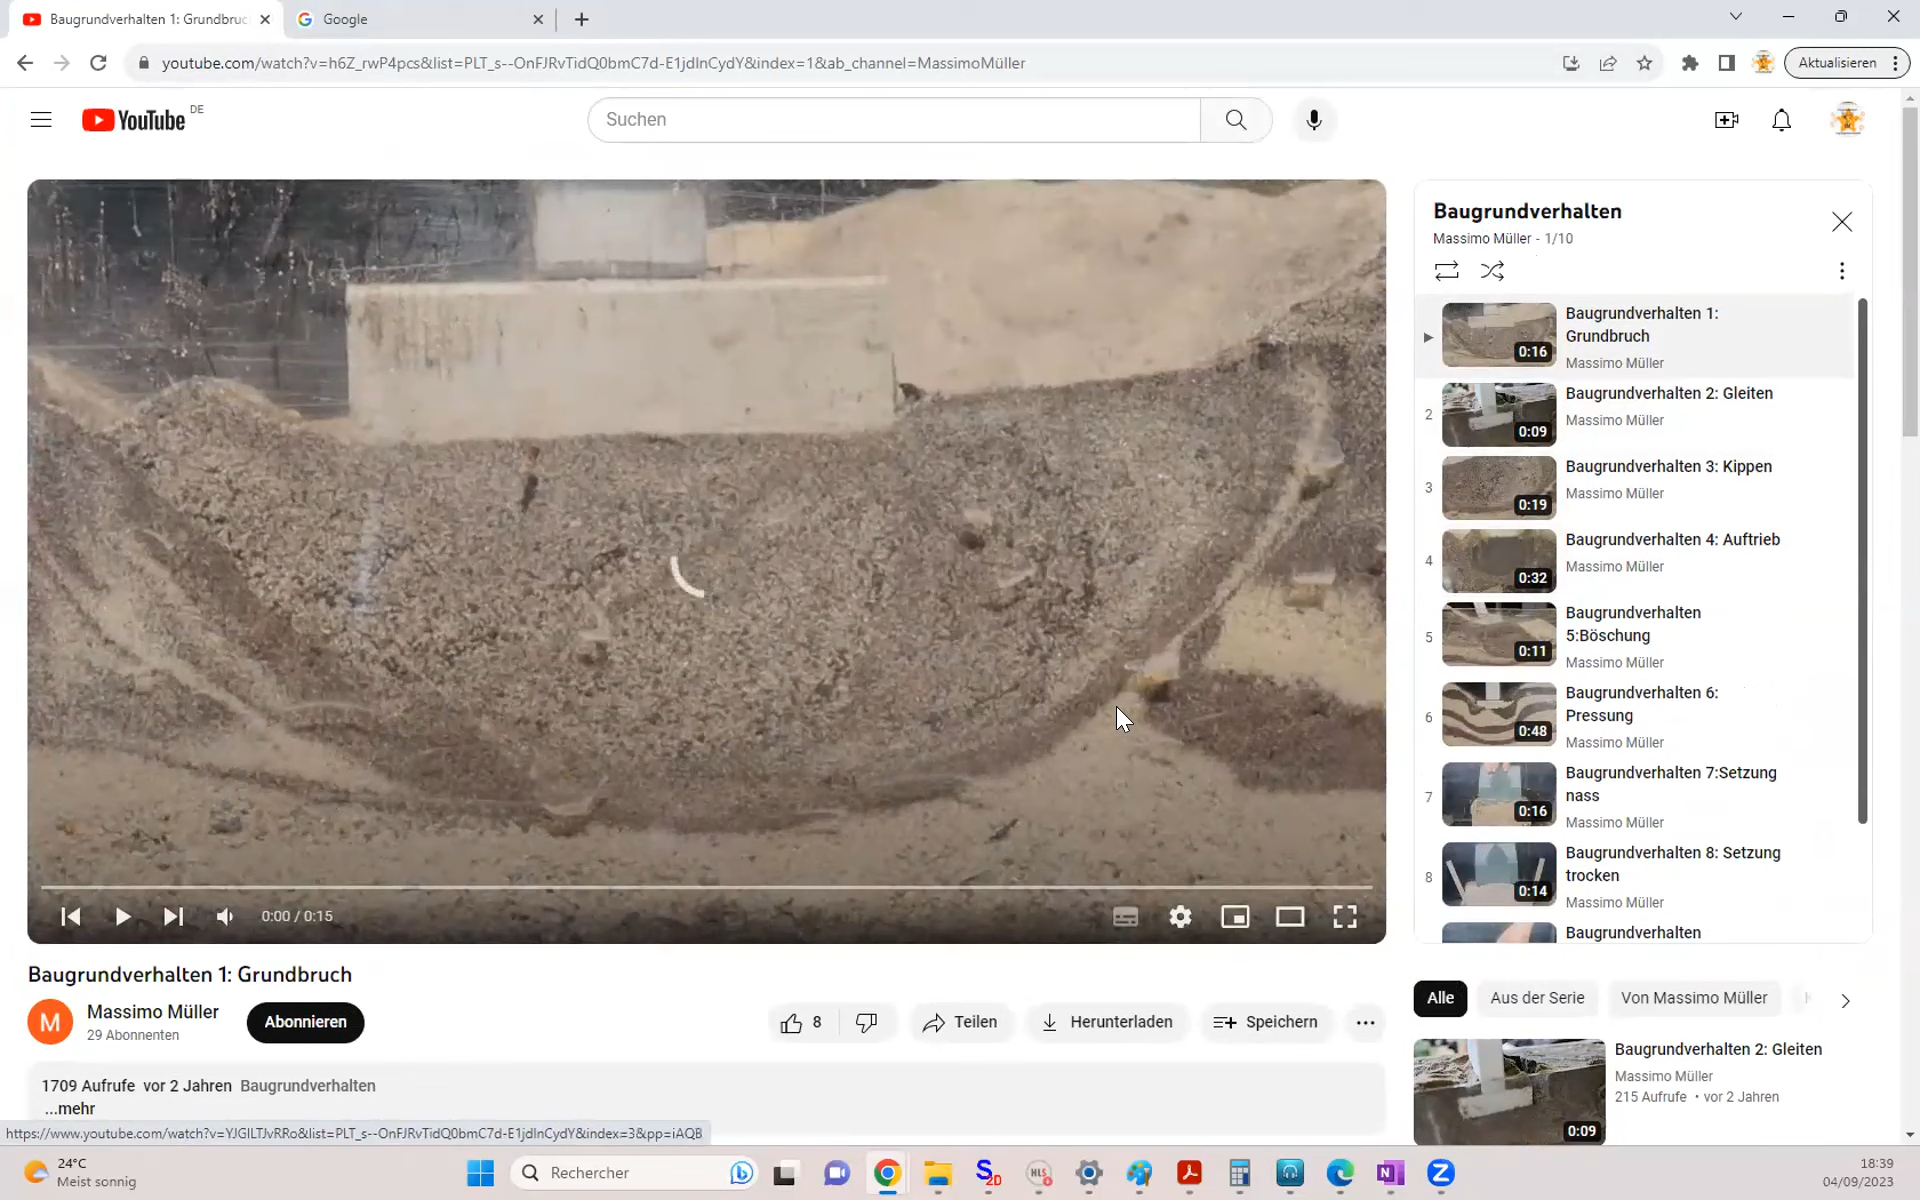 Baugrundverhalten 1: Grundbruc
Google
youtube.com/watch?v=h6Z_rwP4pcs&list=PLT_s--OnFJRvTidQ0bmC7d-E1jdlnCydY&index=1&ab_channel=MassimoMüller
Aktualisieren
YouTube DE
Suchen
Baugrundverhalten
Massimo Müller - 1/10
Baugrundverhalten 1:
Grundbruch
Massimo Müller
0:16
2
Baugrundverhalten 2: Gleiten
Massimo Müller
0:09
3
Baugrundverhalten 3: Kippen
Massimo Müller
0:19
4
Baugrundverhalten 4: Auftrieb
Massimo Müller
0:32
5
Baugrundverhalten
5:Böschung
Massimo Müller
0:11
6
Baugrundverhalten 6:
Pressung
Massimo Müller
0:48
7
Baugrundverhalten 7:Setzung
nass
Massimo Müller
0:16
8
Baugrundverhalten 8: Setzung
trocken
Massimo Müller
0:14
Baugrundverhalten
0:00 / 0:15
Baugrundverhalten 1: Grundbruch
M
Massimo Müller
29 Abonnenten
Abonnieren
8
Teilen
Herunterladen
Speichern
1709 Aufrufe vor 2 Jahren Baugrundverhalten
...mehr
Alle
Aus der Serie
Von Massimo Müller
Baugrundverhalten 2: Gleiten
Massimo Müller
215 Aufrufe • vor 2 Jahren
0:09
https://www.youtube.com/watch?v=YJGILTJvRRo&list=PLT_s--OnFJRvTidQ0bmC7d-E1jdlnCydY&index=3&pp=iAQB
24°C
Meist sonnig
Rechercher
S
2D
HLS
N
Z
18:39
04/09/2023